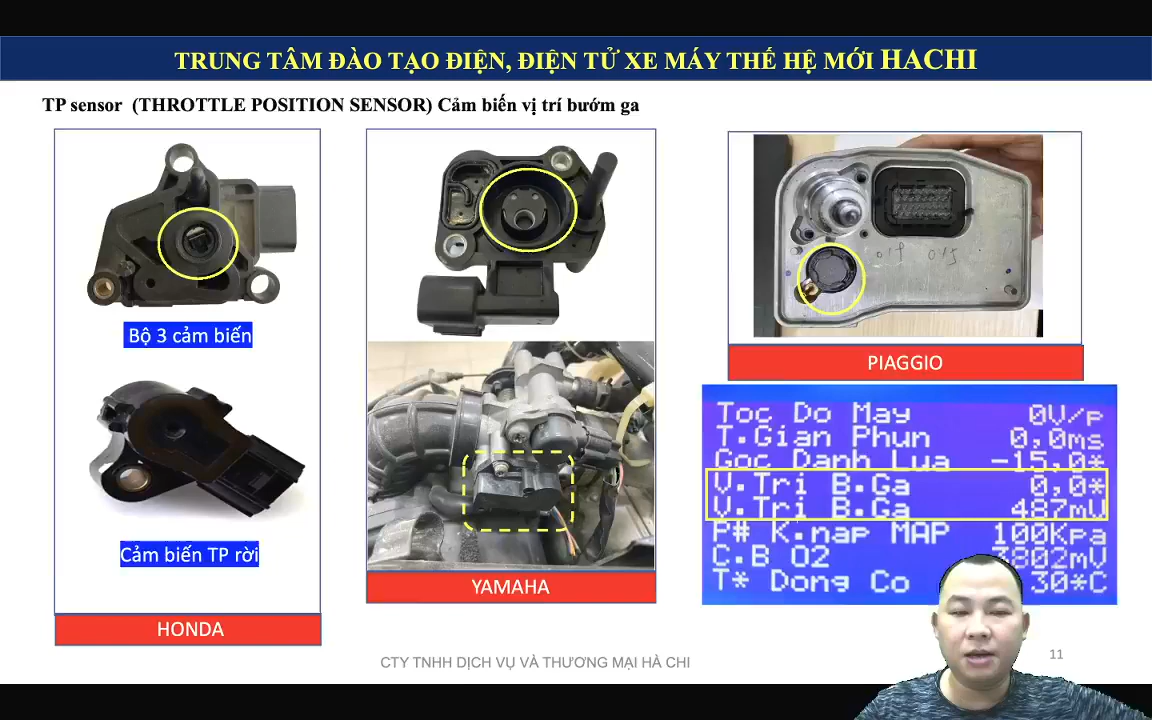 TRUNG TÂM ĐÀO TẠO ĐIỆN, ĐIỆN TỬ XE MÁY THẾ HỆ MỚI HACHI
TP sensor (THROTTLE POSITION SENSOR) Cảm biến vị trí bướm ga
Bộ 3 cảm biến
Cảm biến TP rời
HONDA
YAMAHA
PIAGGIO
Toc Do May 0V/p
T.Gian Phun 0,0ms
Goc Danh Lua -15,0*
V.Tri B.Ga 0,0*
V.Tri B.Ga 487mV
P# K.nap MAP 100Kpa
C.B O2 3802mV
T* Dong Co 30*C
CTY TNHH DỊCH VỤ VÀ THƯƠNG MẠI HÀ CHI
11